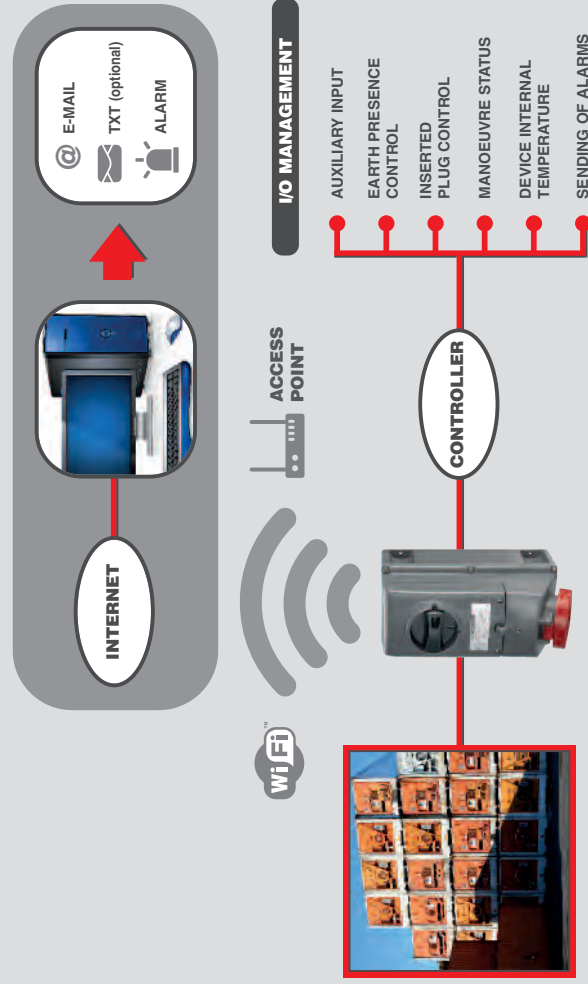 INTERNET
@ E-MAIL
TXT (optional)
ALARM
WiFi™
ACCESS
POINT
CONTROLLER
I/O MANAGEMENT
AUXILIARY INPUT
EARTH PRESENCE
CONTROL
INSERTED
PLUG CONTROL
MANOEUVRE STATUS
DEVICE INTERNAL
TEMPERATURE
SENDING OF ALARMS